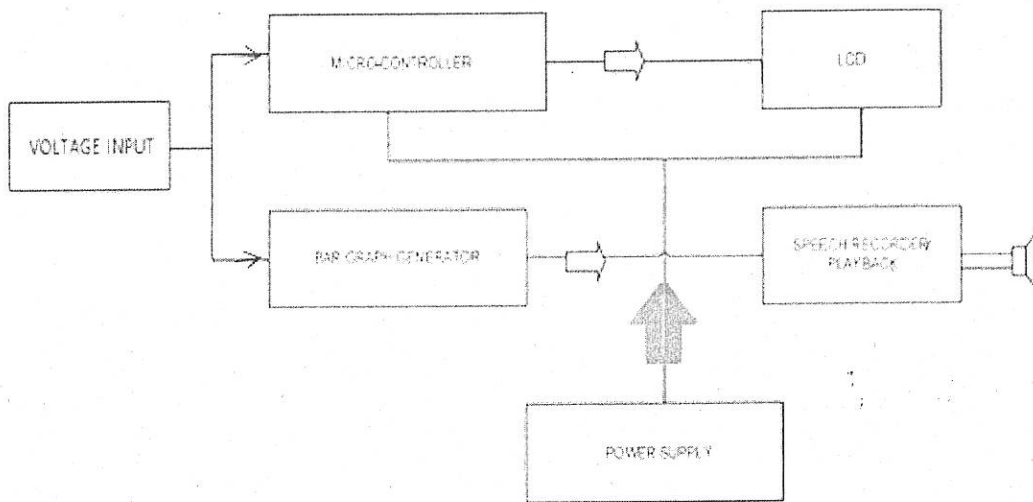 MICRO-CONTROLLER
LCD
VOLTAGE INPUT
BAR GRAPH GENERATOR
SPEECH RECORDER/
PLAYBACK
POWER SUPPLY